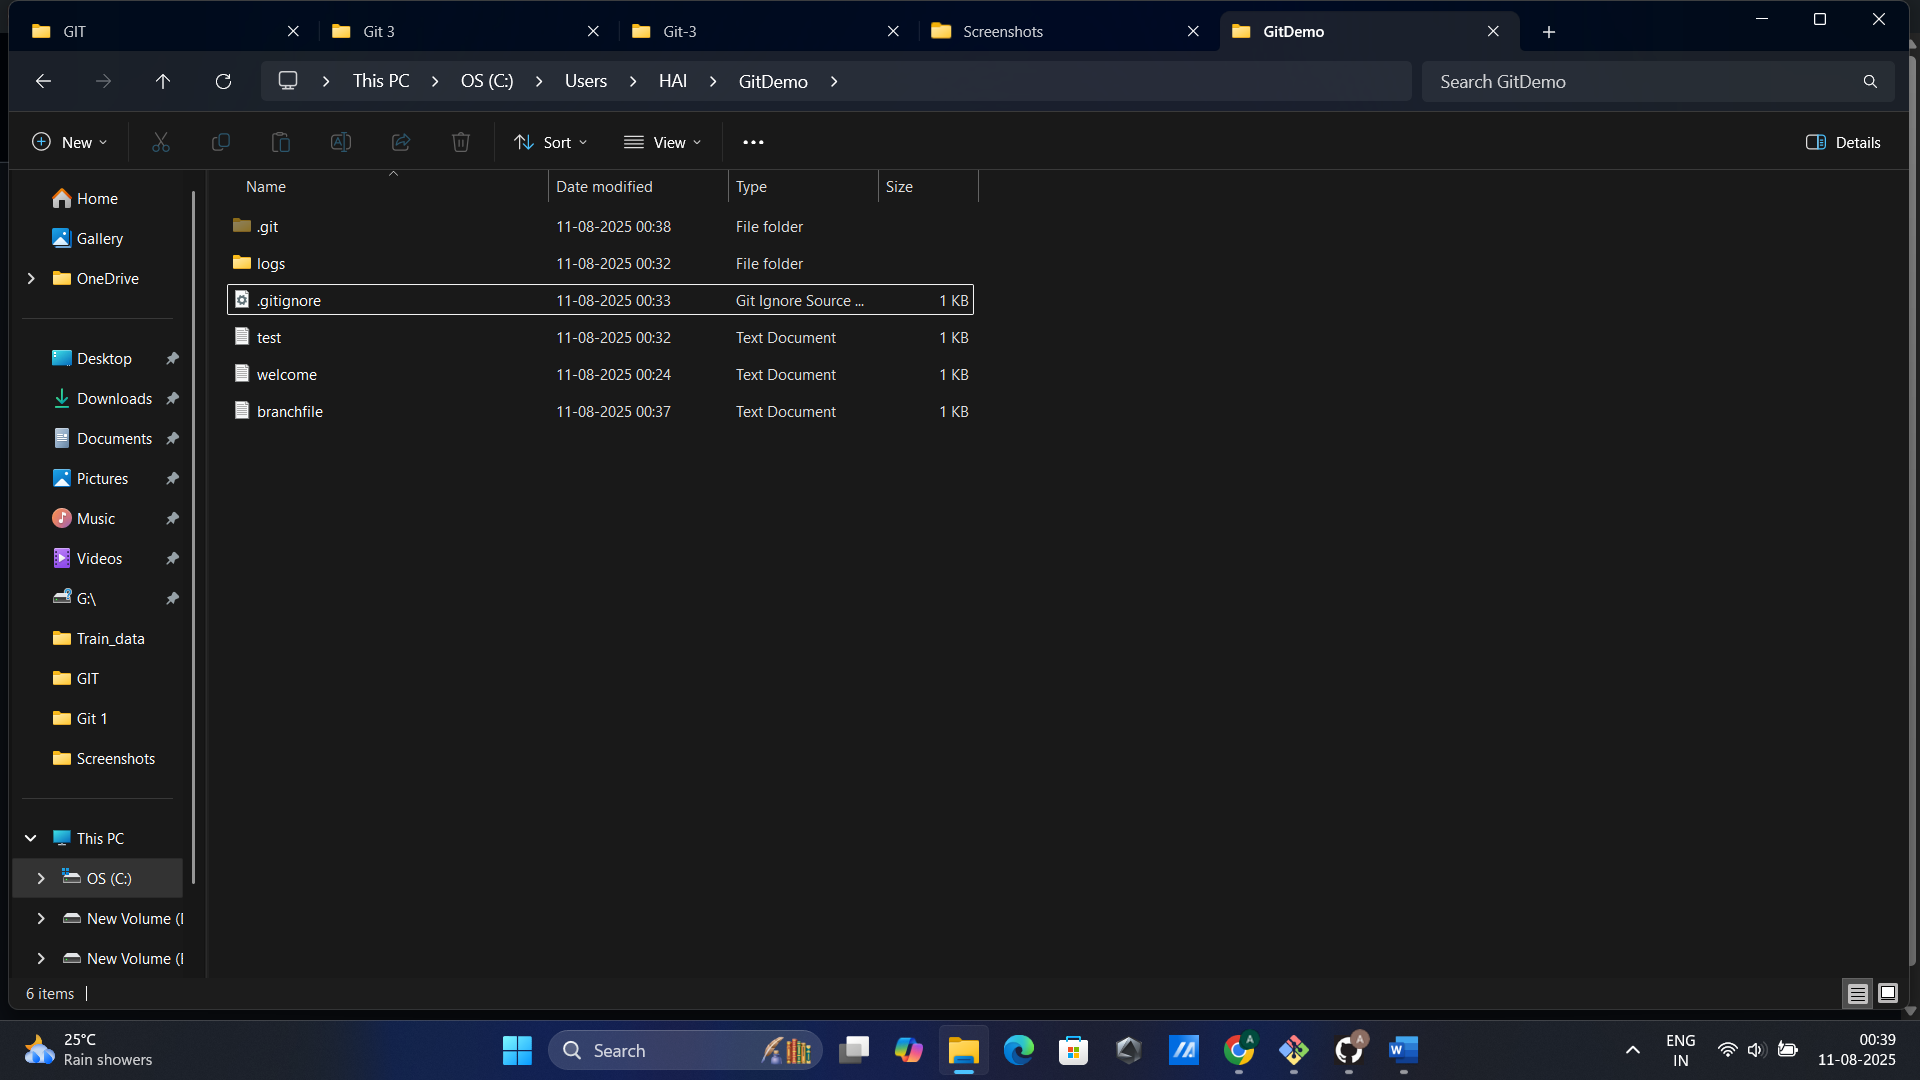 GIT
Git 3
Git-3
Screenshots
GitDemo
This PC
OS (C:)
Users
HAI
GitDemo
Search GitDemo
New
Sort
View
Details
Name
Date modified
Type
Size
.git 11-08-2025 00:38 File folder
logs 11-08-2025 00:32 File folder
.gitignore 11-08-2025 00:33 Git Ignore Source ... 1 KB
test 11-08-2025 00:32 Text Document 1 KB
welcome 11-08-2025 00:24 Text Document 1 KB
branchfile 11-08-2025 00:37 Text Document 1 KB
Home
Gallery
OneDrive
Desktop
Downloads
Documents
Pictures
Music
Videos
G:\
Train_data
GIT
Git 1
Screenshots
This PC
OS (C:)
New Volume (
New Volume (
6 items
25°C
Rain showers
Search
ENG
IN
00:39
11-08-2025